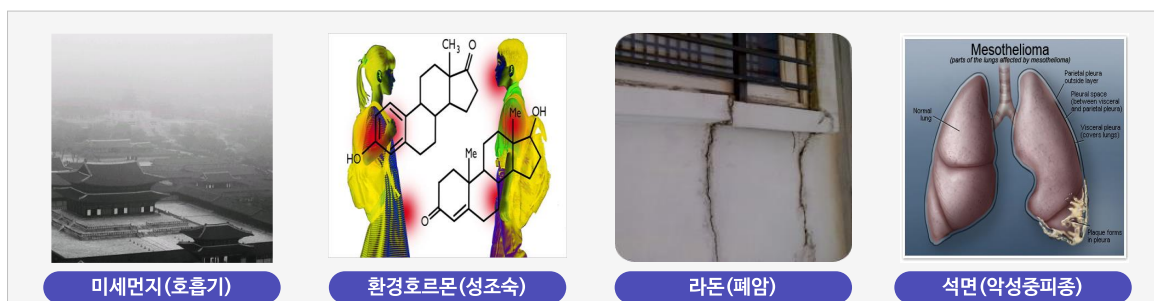 CH₃
O
HO
Me
OH
Me
O
Mesothelioma
(parts of the lungs affected by mesothelioma)
Normal
lung
Parietal pleura
outside layer
Pleural space
(between visceral
and parietal pleura)
Visceral pleura
(covers lungs)
Plaque forms
in pleura
미세먼지(호흡기)
환경호르몬(성조숙)
라돈(폐암)
석면(악성중피종)